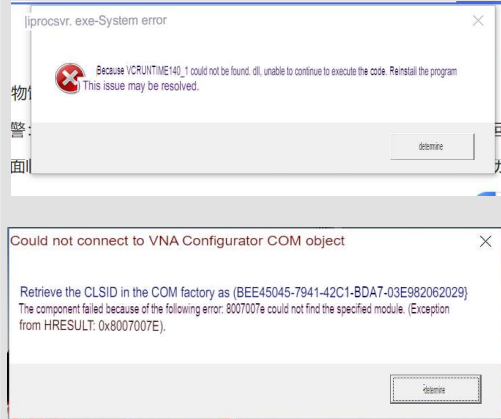 iprocsvr. exe-System error
Because VCRUNTIME140_1 could not be found. dll, unable to continue to execute the code. Reinstall the program
This issue may be resolved.
物
警:
determine
面
Could not connect to VNA Configurator COM object
Retrieve the CLSID in the COM factory as (BEE45045-7941-42C1-BDA7-03E982062029}
The component failed because of the following error: 8007007e could not find the specified module. (Exception
from HRESULT: 0x8007007E).
determine